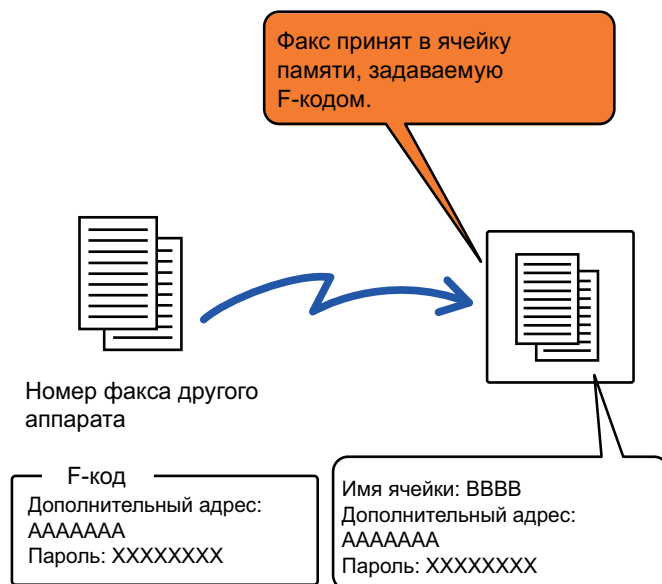 Факс принят в ячейку
памяти, задаваемую
F-кодом.
Номер факса другого
аппарата
F-код
Дополнительный адрес:
AAAAAAA
Пароль: XXXXXXXX
Имя ячейки: BBBB
Дополнительный адрес:
AAAAAAA
Пароль: XXXXXXXX